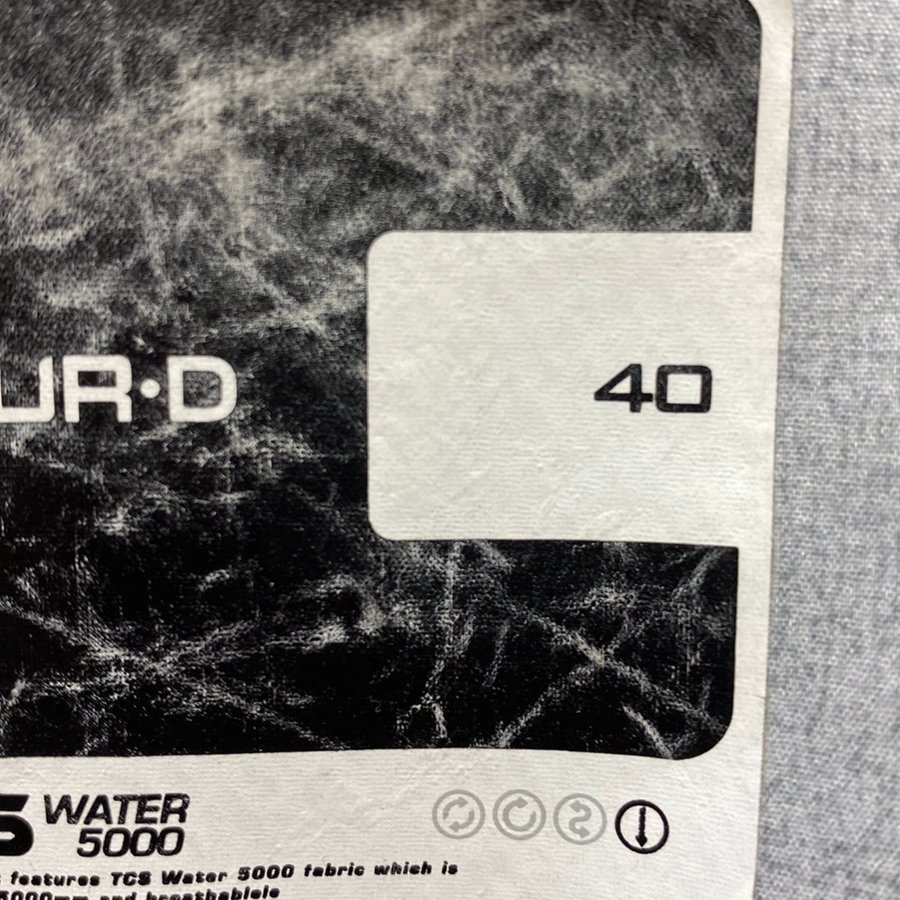 UR·D
40
S WATER
5000
features TCS Water 5000 fabric which is
5000mm and breathablele